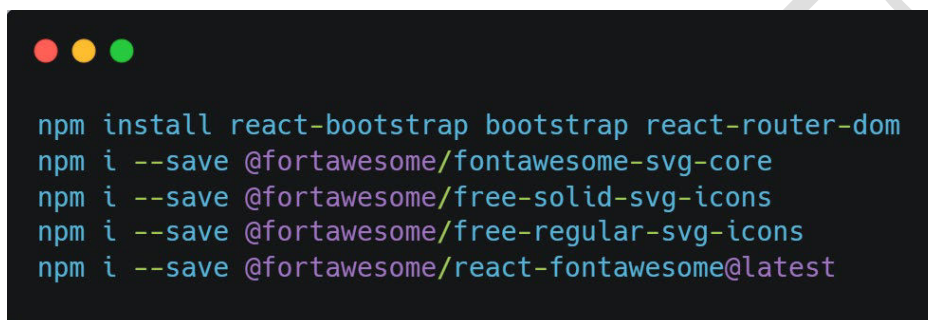 npm install react-bootstrap bootstrap react-router-dom
npm i --save @fortawesome/fontawesome-svg-core
npm i --save @fortawesome/free-solid-svg-icons
npm i --save @fortawesome/free-regular-svg-icons
npm i --save @fortawesome/react-fontawesome@latest